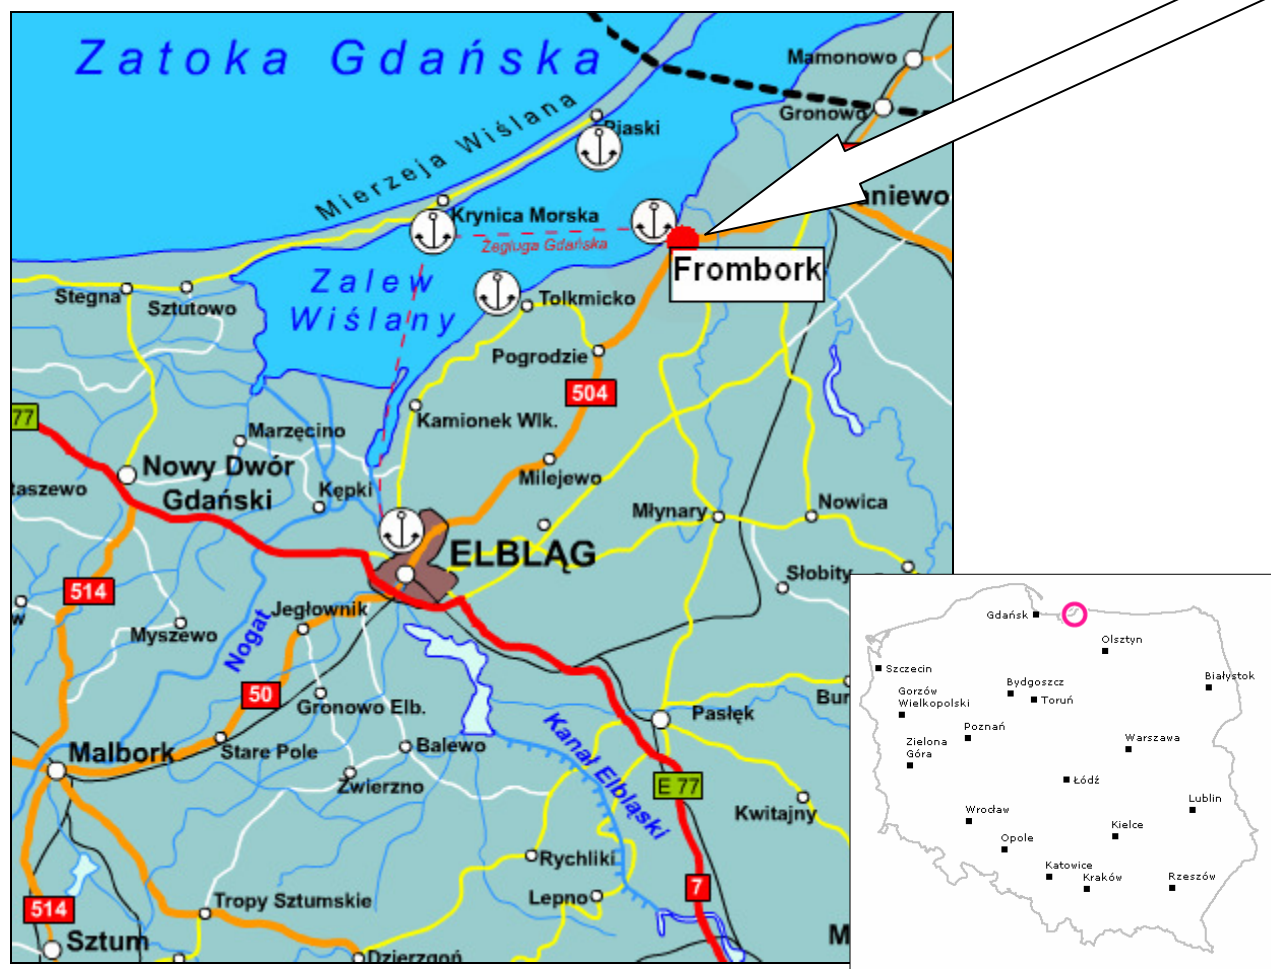 Zatoka Gdańska
Mamonowo
Gronowo
Mierzeja Wiślana
Piaski
Krynica Morska
Żegluga Gdańska
Frombork
Zalew
Wiślany
Stegna
Sztutowo
Tolkmicko
Pogrodzie
504
77
Kamionek Wlk.
Marzęcino
Nowy Dwór
Gdański
Kępki
Milejewo
Młynary
Nowica
ELBLĄG
Słobity
514
Jegłownik
Myszewo
Nogat
50
Gronowo Elb.
Pasłęk
Malbork
Stare Pole
Balewo
Żwierzno
Kanał Elbląski
E 77
Kwitajny
Rychliki
Lepno
7
514
Tropy Sztumskie
Sztum
Dzierzgoń
Gdańsk
Olsztyn
Szczecin
Białystok
Gorzów
Wielkopolski
Bydgoszcz
Toruń
Poznań
Zielona
Góra
Warszawa
Łódź
Wrocław
Lublin
Opole
Kielce
Katowice
Kraków
Rzeszów